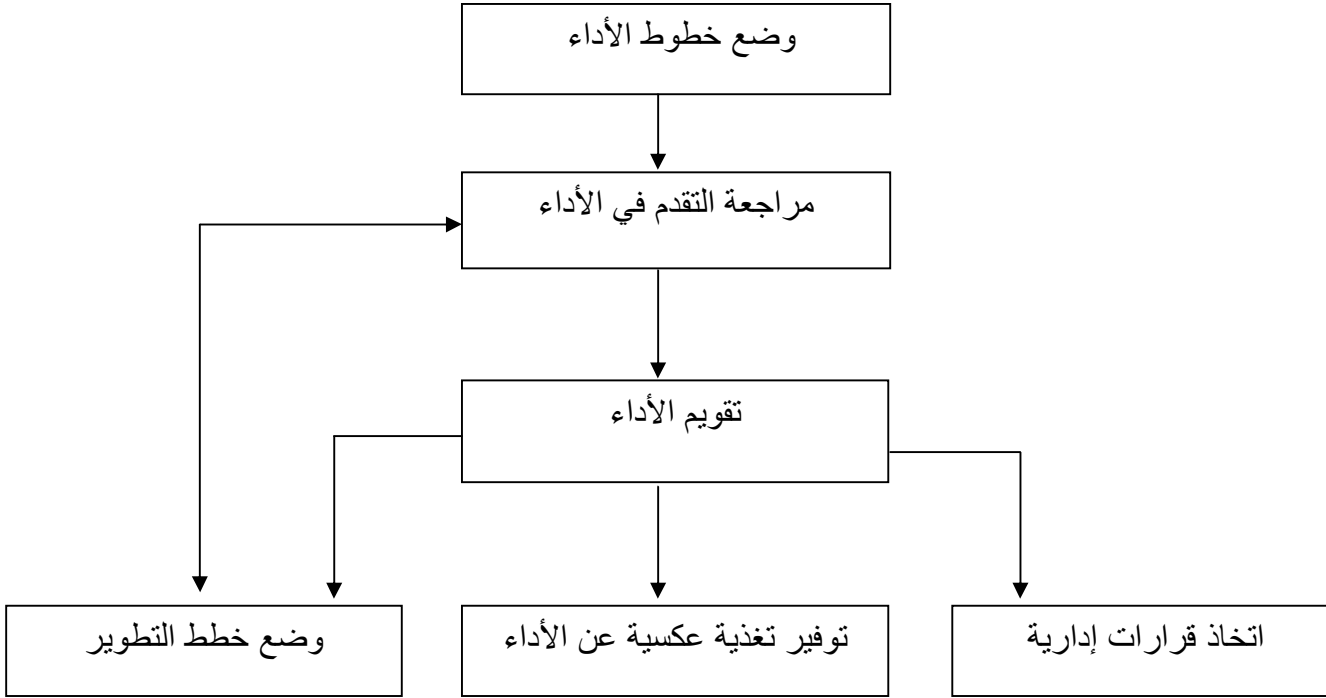 وضع خطوط الأداء
مراجعة التقدم في الأداء
تقويم الأداء
اتخاذ قرارات إدارية
توفير تغذية عكسية عن الأداء
وضع خطط التطوير